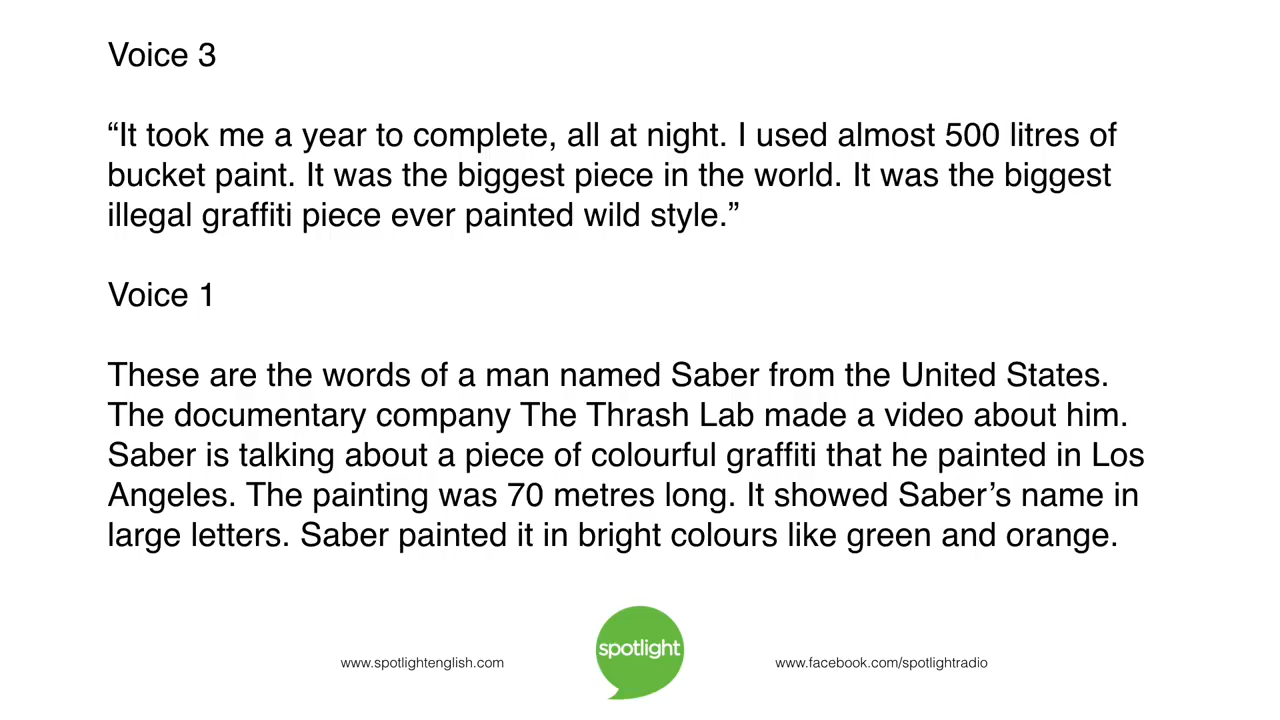 Voice 3
“It took me a year to complete, all at night. I used almost 500 litres of
bucket paint. It was the biggest piece in the world. It was the biggest
illegal graffiti piece ever painted wild style.”
Voice 1
These are the words of a man named Saber from the United States.
The documentary company The Thrash Lab made a video about him.
Saber is talking about a piece of colourful graffiti that he painted in Los
Angeles. The painting was 70 metres long. It showed Saber’s name in
large letters. Saber painted it in bright colours like green and orange.
www.spotlightenglish.com
spotlight
www.facebook.com/spotlightradio